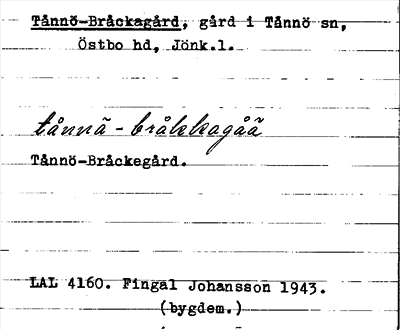 Tånnö-Bråckagård, gård i Tånnö sn,
Östbo hd, Jönk.l.
tånnä - bråkkagåä
Tånnö-Bråckegård.
LAL 4160. Fingal Johansson 1943.
(bygdem.)